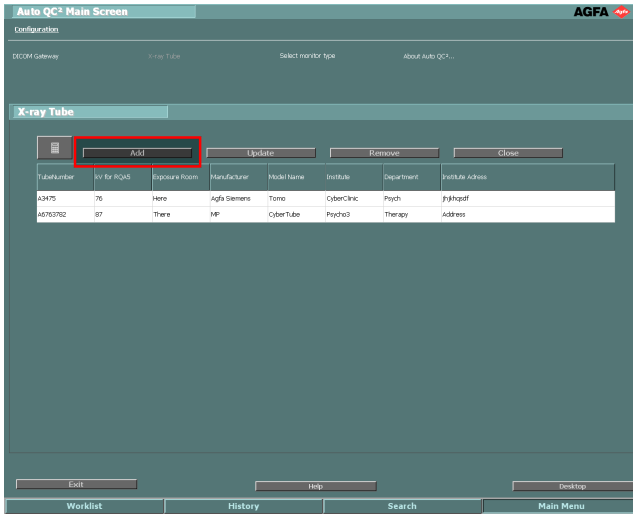 Auto QC² Main Screen
AGFA
Agfa
Configuration
DICOM Gateway X-ray Tube Select monitor type About Auto QC²...
X-ray Tube
Add Update Remove Close
TubeNumber kV for RQA5 Exposure Room Manufacturer Model Name Institute Department Institute Adress
A3475 76 Here Agfa Siemens Tomo CyberClinic Psych jhjkhqsdf
A6763782 87 There MP CyberTube Psycho3 Therapy Address
Exit Help Desktop
Worklist History Search Main Menu